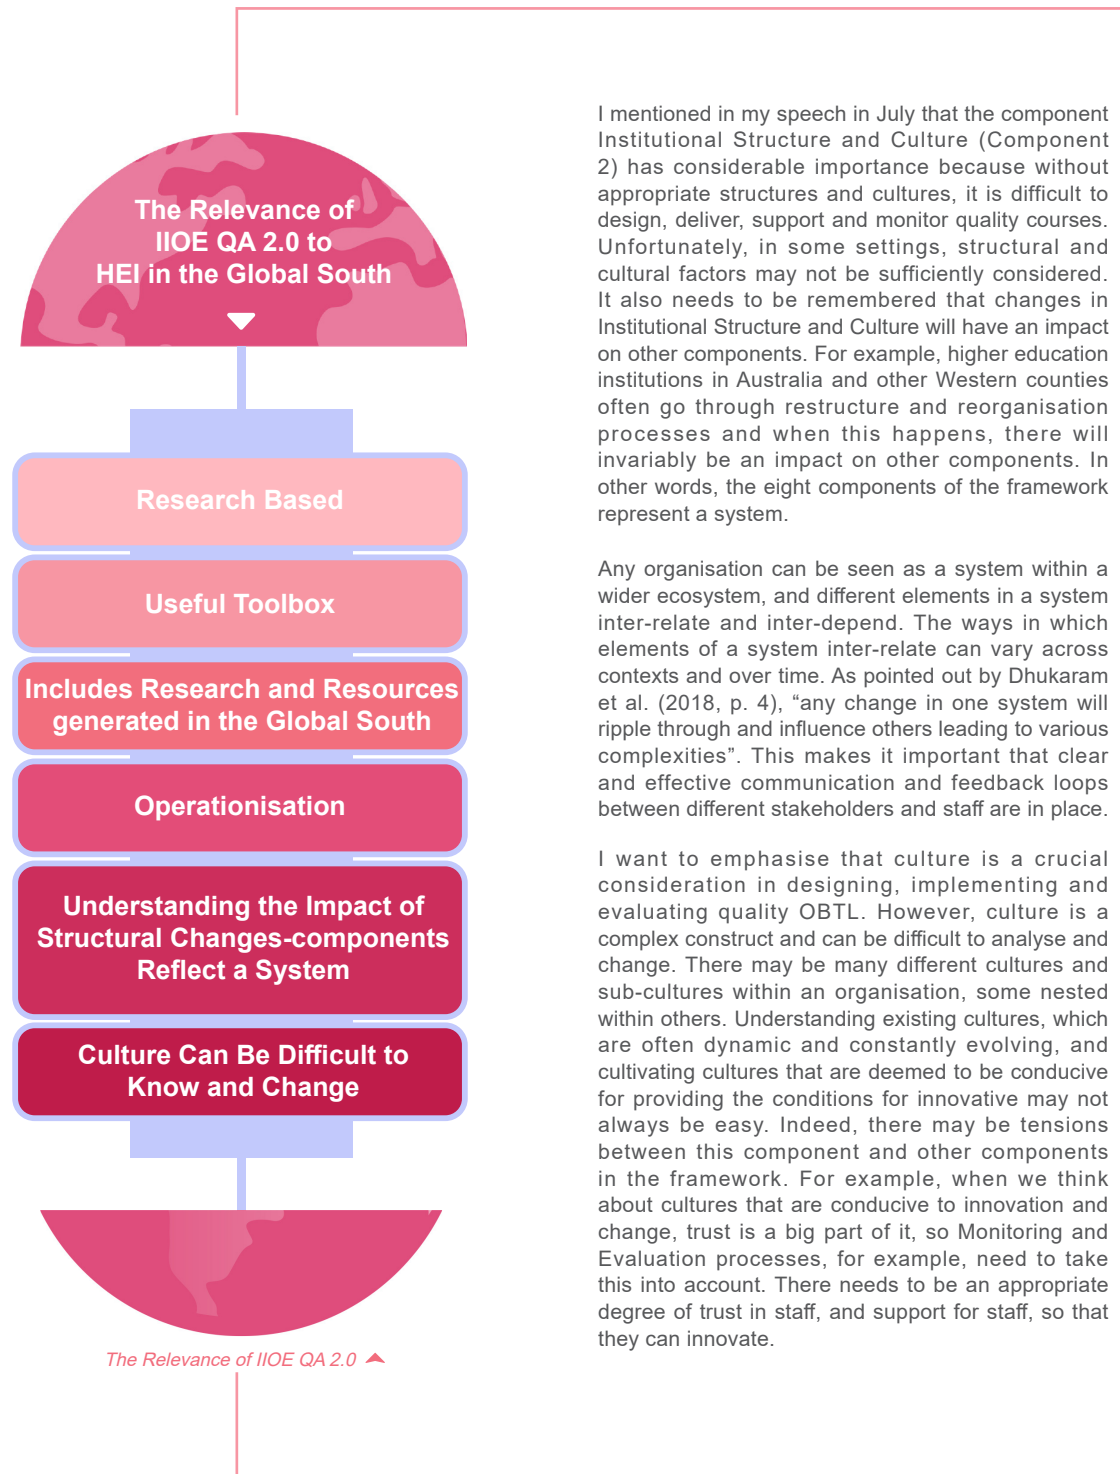 The Relevance of
IIOE QA 2.0 to
HEI in the Global South
Research Based
Useful Toolbox
Includes Research and Resources
generated in the Global South
Operationisation
Understanding the Impact of
Structural Changes-components
Reflect a System
Culture Can Be Difficult to
Know and Change
The Relevance of IIOE QA 2.0
I mentioned in my speech in July that the component
Institutional Structure and Culture (Component
2) has considerable importance because without
appropriate structures and cultures, it is difficult to
design, deliver, support and monitor quality courses.
Unfortunately, in some settings, structural and
cultural factors may not be sufficiently considered.
It also needs to be remembered that changes in
Institutional Structure and Culture will have an impact
on other components. For example, higher education
institutions in Australia and other Western counties
often go through restructure and reorganisation
processes and when this happens, there will
invariably be an impact on other components. In
other words, the eight components of the framework
represent a system.
Any organisation can be seen as a system within a
wider ecosystem, and different elements in a system
inter-relate and inter-depend. The ways in which
elements of a system inter-relate can vary across
contexts and over time. As pointed out by Dhukaram
et al. (2018, p. 4), “any change in one system will
ripple through and influence others leading to various
complexities”. This makes it important that clear
and effective communication and feedback loops
between different stakeholders and staff are in place.
I want to emphasise that culture is a crucial
consideration in designing, implementing and
evaluating quality OBTL. However, culture is a
complex construct and can be difficult to analyse and
change. There may be many different cultures and
sub-cultures within an organisation, some nested
within others. Understanding existing cultures, which
are often dynamic and constantly evolving, and
cultivating cultures that are deemed to be conducive
for providing the conditions for innovative may not
always be easy. Indeed, there may be tensions
between this component and other components
in the framework. For example, when we think
about cultures that are conducive to innovation and
change, trust is a big part of it, so Monitoring and
Evaluation processes, for example, need to take
this into account. There needs to be an appropriate
degree of trust in staff, and support for staff, so that
they can innovate.